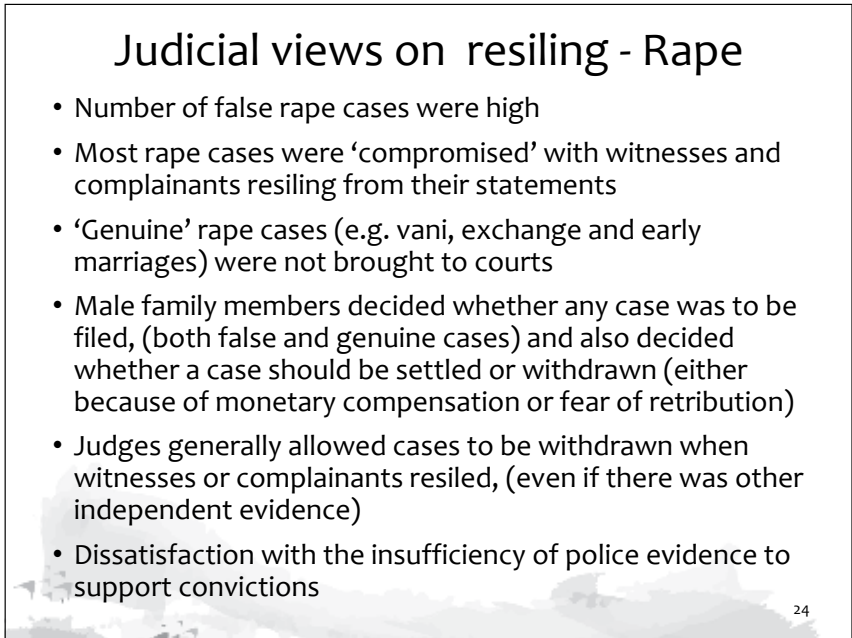 Judicial views on  resiling - Rape
• Number of false rape cases were high
• Most rape cases were ‘compromised’ with witnesses and
complainants resiling from their statements
• ‘Genuine’ rape cases (e.g. vani, exchange and early
marriages) were not brought to courts
• Male family members decided whether any case was to be
filed, (both false and genuine cases) and also decided
whether a case should be settled or withdrawn (either
because of monetary compensation or fear of retribution)
• Judges generally allowed cases to be withdrawn when
witnesses or complainants resiled, (even if there was other
independent evidence)
• Dissatisfaction with the insufficiency of police evidence to
support convictions
24